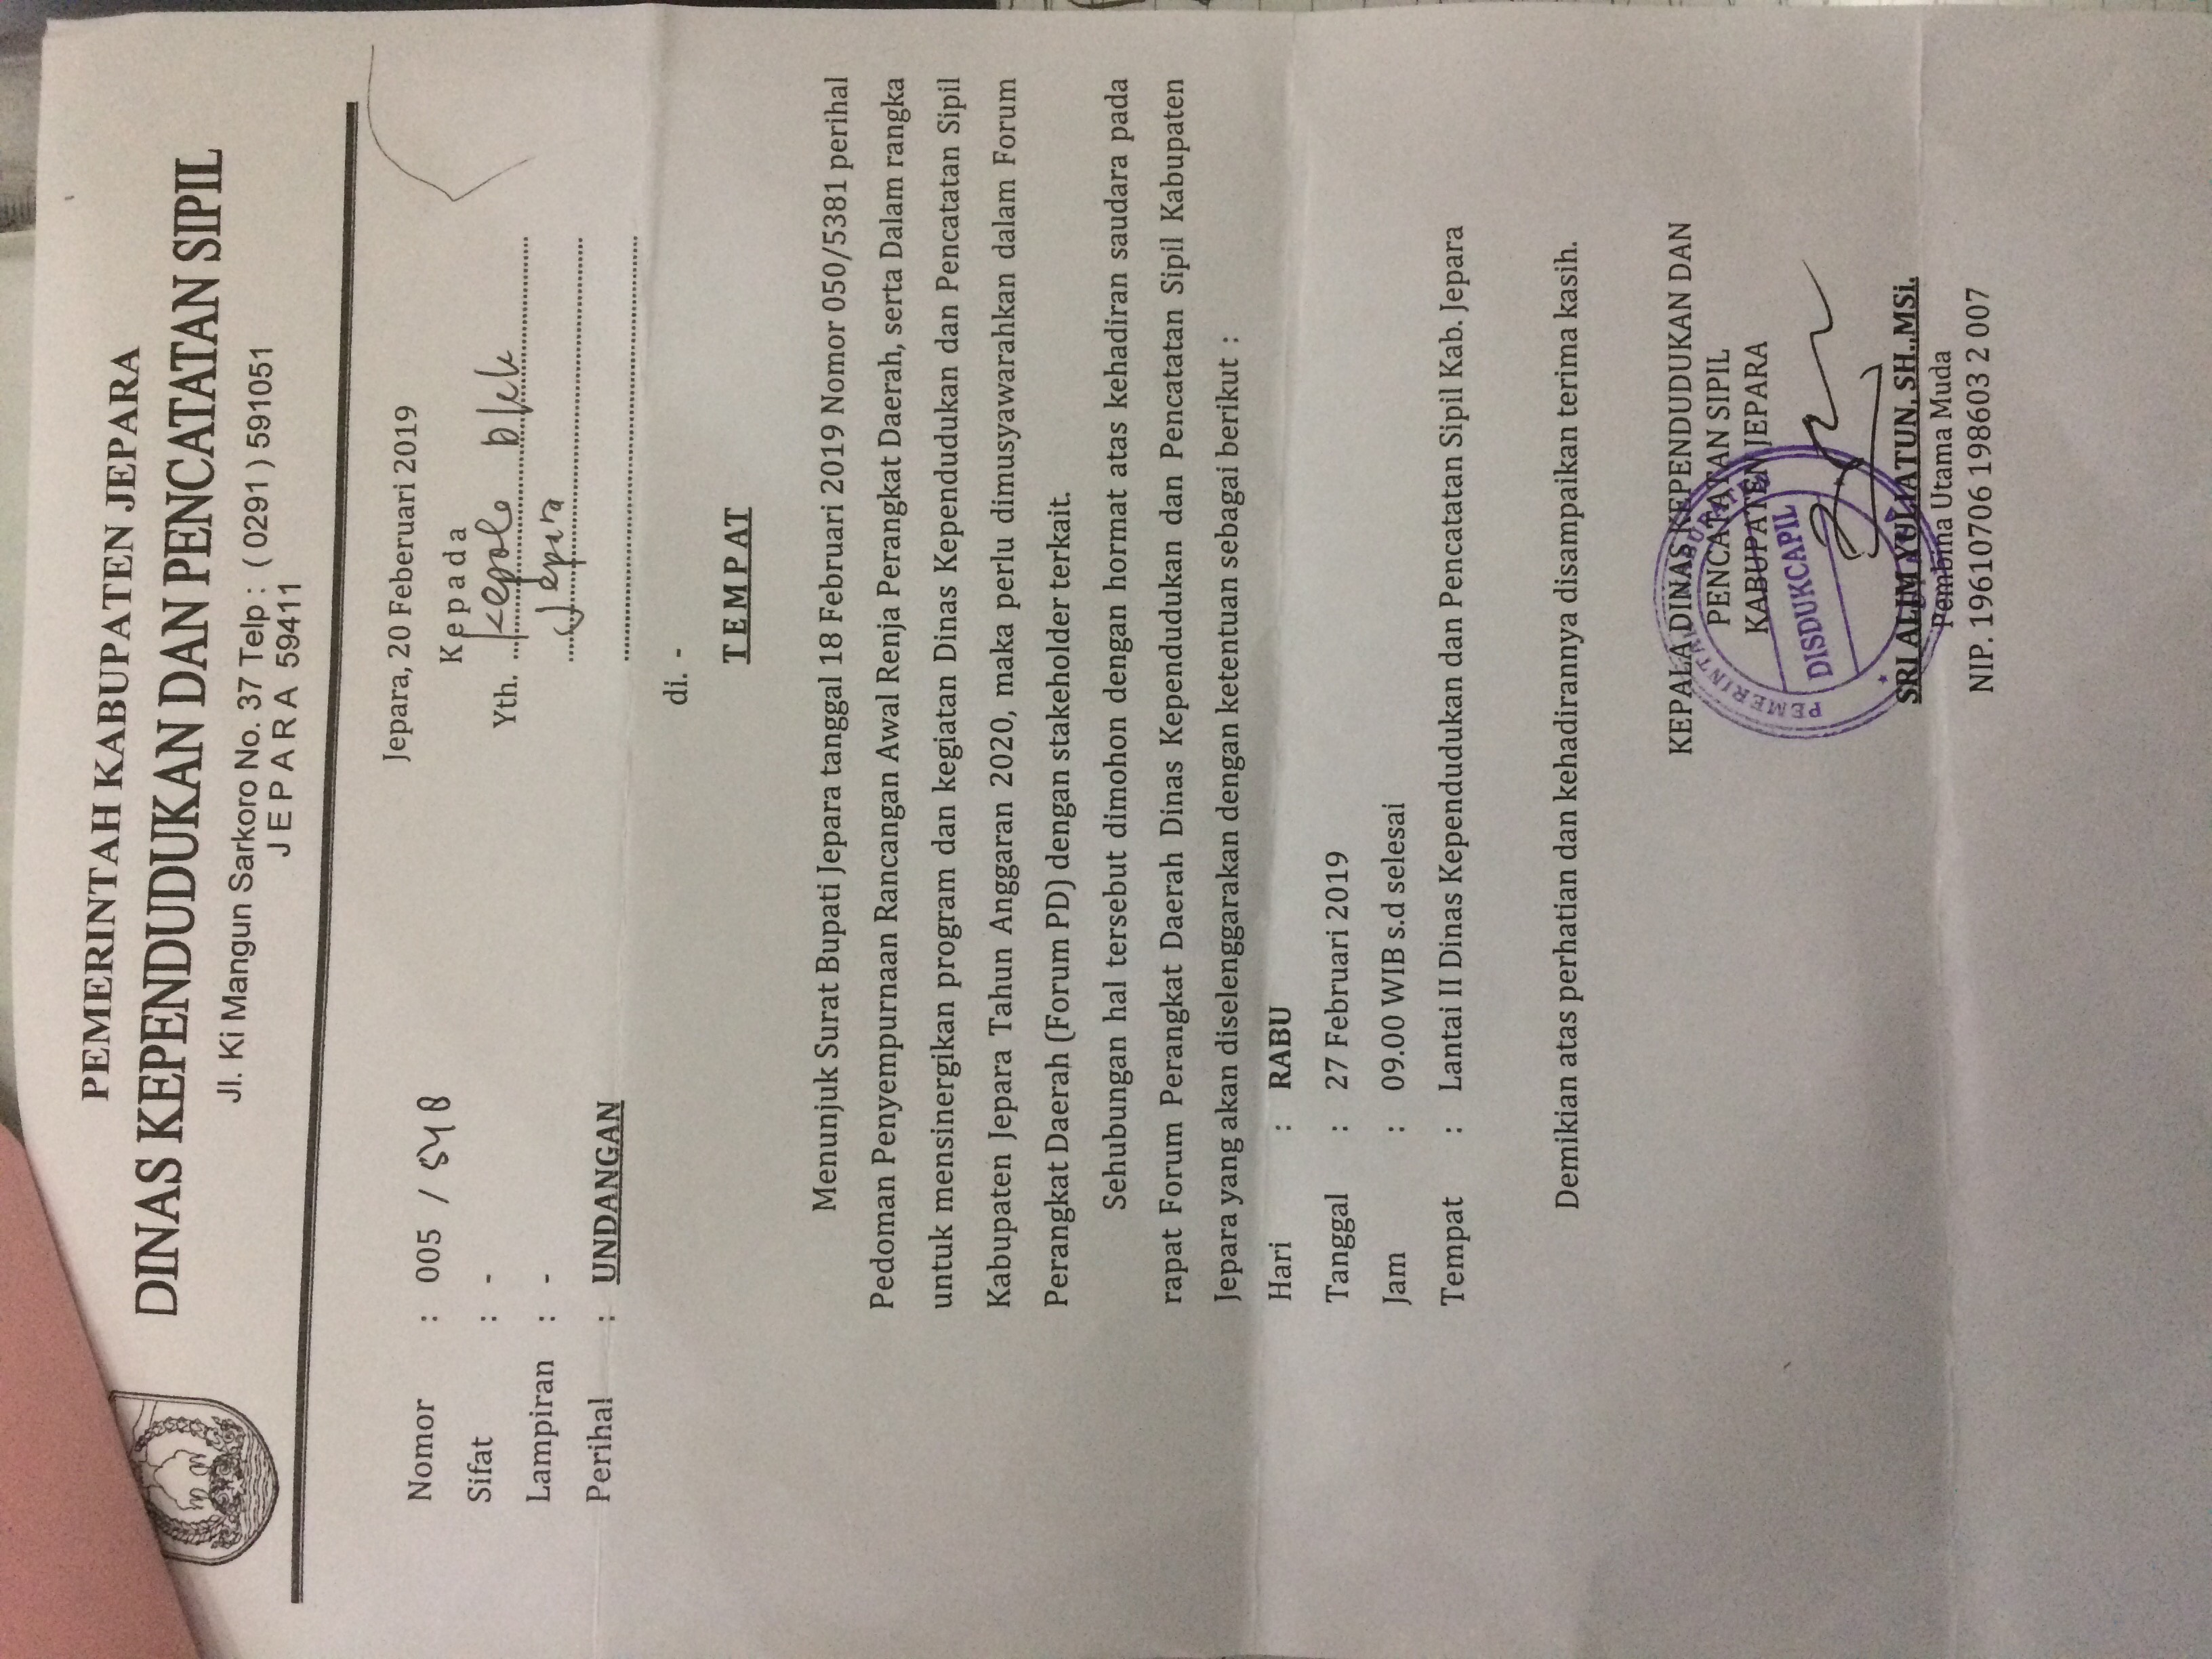 PEMERINTAH KABUPATEN JEPARA
DINAS KEPENDUDUKAN DAN PENCATATAN SIPIL
Jl. Ki Mangun Sarkoro No. 37 Telp : ( 0291 ) 591051
J E P A R A 59411
Jepara, 20 Feberuari 2019
Nomor : 005 / 548
Sifat : -
Lampiran : -
Perihal : UNDANGAN
K e p a d a
Yth. Kepala
Jepara
di. -
T E M P AT
Menunjuk Surat Bupati Jepara tanggal 18 Februari 2019 Nomor 050/5381 perihal
Pedoman Penyempurnaan Rancangan Awal Renja Perangkat Daerah, serta Dalam rangka
untuk mensinergikan program dan kegiatan Dinas Kependudukan dan Pencatatan Sipil
Kabupaten Jepara Tahun Anggaran 2020, maka perlu dimusyawarahkan dalam Forum
Perangkat Daerah (Forum PD) dengan stakeholder terkait.
Sehubungan hal tersebut dimohon dengan hormat atas kehadiran saudara pada
rapat Forum Perangkat Daerah Dinas Kependudukan dan Pencatatan Sipil Kabupaten
Jepara yang akan diselenggarakan dengan ketentuan sebagai berikut :
Hari : RABU
Tanggal : 27 Februari 2019
Jam : 09.00 WIB s.d selesai
Tempat : Lantai II Dinas Kependudukan dan Pencatatan Sipil Kab. Jepara
Demikian atas perhatian dan kehadirannya disampaikan terima kasih.
KEPALA DINAS KEPENDUDUKAN DAN
PENCATATAN SIPIL
KABUPATEN JEPARA
PEMERINTAH KABUPATEN
DISDUKCAPIL
SRI ALIM YULIATUN, SH.,MSi.
Pembina Utama Muda
NIP. 19610706 198603 2 007